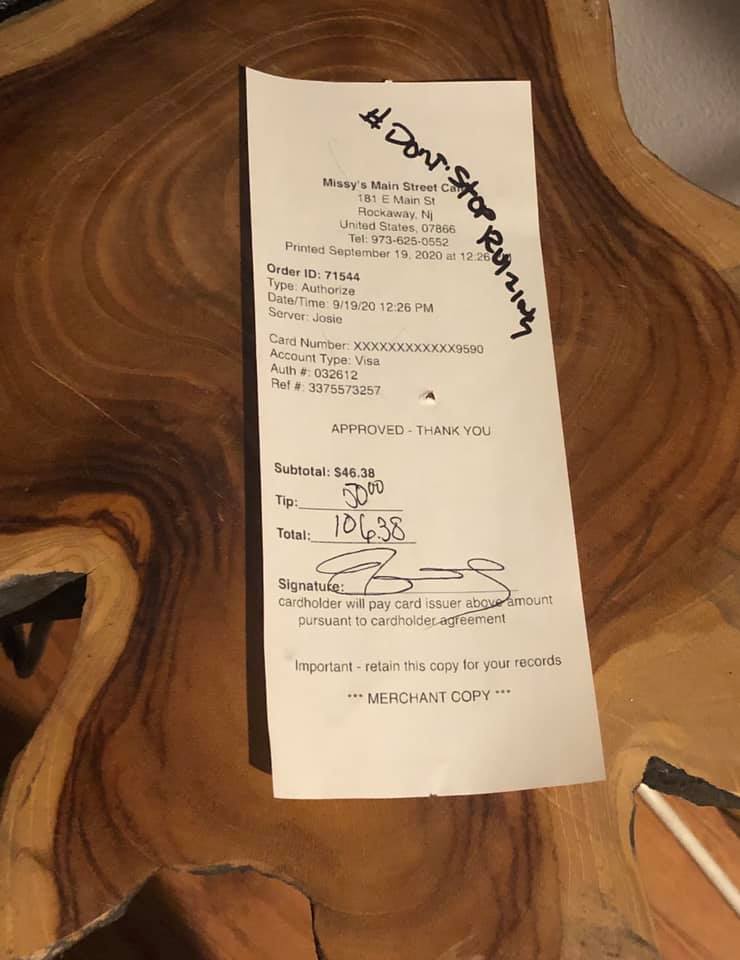 # DONT STOP RUIZING
Missy's Main Street Ca
181 E Main St
Rockaway, Nj
United States, 07866
Tel: 973-625-0552
Printed September 19, 2020 at 12:26
Order ID: 71544
Type: Authorize
Date/Time: 9/19/20 12:26 PM
Server: Josie
Card Number: XXXXXXXXXXXX9590
Account Type: Visa
Auth #: 032612
Ref #: 3375573257
APPROVED - THANK YOU
Subtotal: $46.38
Tip:
Total: 106.38
Signature:
cardholder will pay card issuer above amount
pursuant to cardholder agreement
Important - retain this copy for your records
*** MERCHANT COPY ***